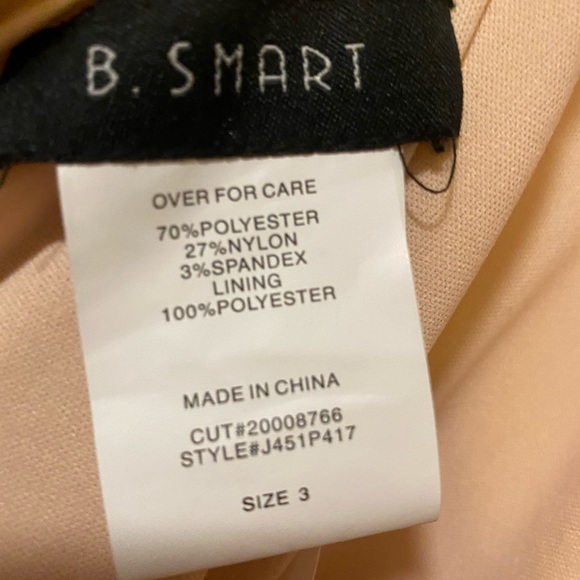 B. SMART
OVER FOR CARE
70%POLYESTER
27%NYLON
3%SPANDEX
LINING
100%POLYESTER
MADE IN CHINA
CUT#20008766
STYLE#J451P417
SIZE 3